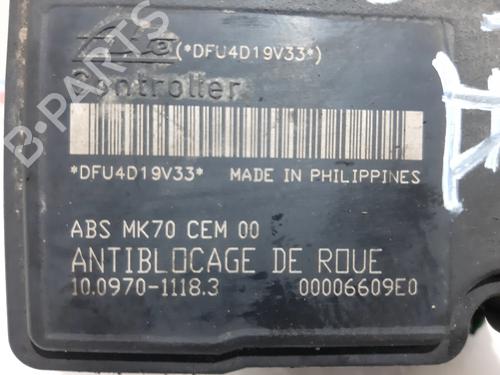 (*DFU4D19V33*)
Controller
*DFU4D19V33* MADE IN PHILIPPINES
ABS MK70 CEM 00
ANTIBLOCAGE DE ROUE
10.0970-1118.3 00006609E0
B-PARTS